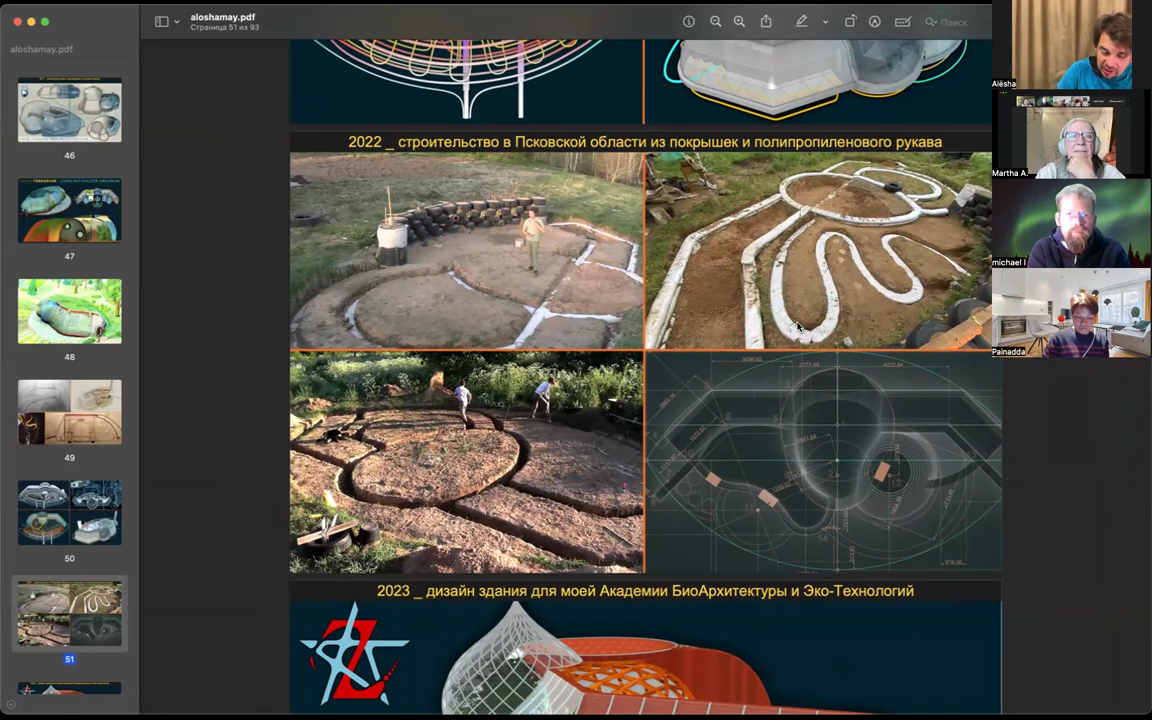 aloshamay.pdf
Страница 51 из 93
Поиск
aloshamay.pdf
46
47
48
49
50
51
2022 _ строительство в Псковской области из покрышек и полипропиленового рукава
2023 _ дизайн здания для моей Академии БиоАрхитектуры и Эко-Технологий
Alësha
Martha A.
michael l
Painadda